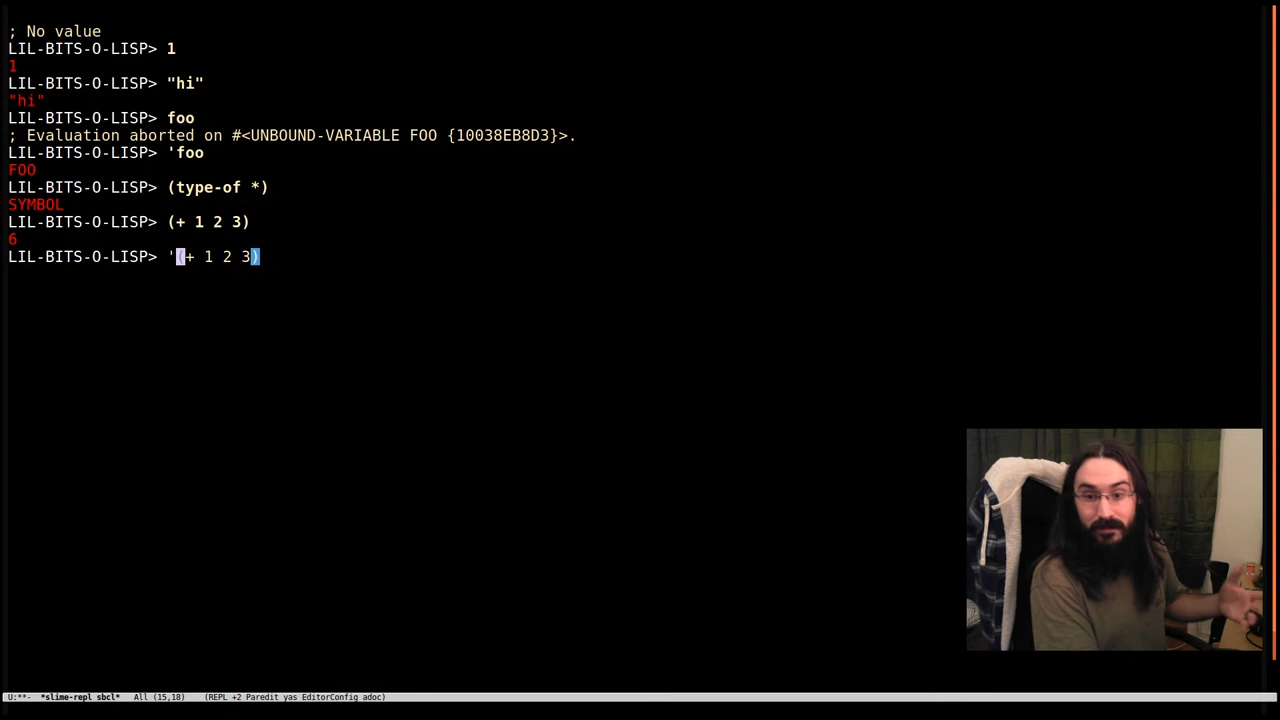 ; No value
LIL-BITS-O-LISP> 1
1
LIL-BITS-O-LISP> "hi"
"hi"
LIL-BITS-O-LISP> foo
; Evaluation aborted on #<UNBOUND-VARIABLE FOO {10038EB8D3}>.
LIL-BITS-O-LISP> 'foo
FOO
LIL-BITS-O-LISP> (type-of *)
SYMBOL
LIL-BITS-O-LISP> (+ 1 2 3)
6
LIL-BITS-O-LISP> '(+ 1 2 3)
U:**-  *slime-repl sbcl*   All (15,18)    (REPL +2 Paredit yas EditorConfig adoc)